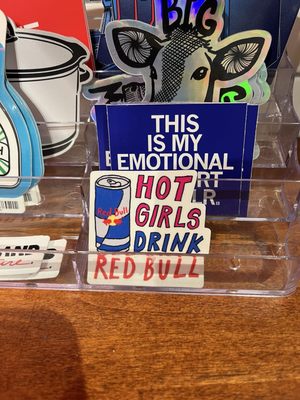 BIG
THIS
IS MY
EMOTIONAL
RT
R.
HOT
GIRLS
DRINK
RED BULL
Red Bull